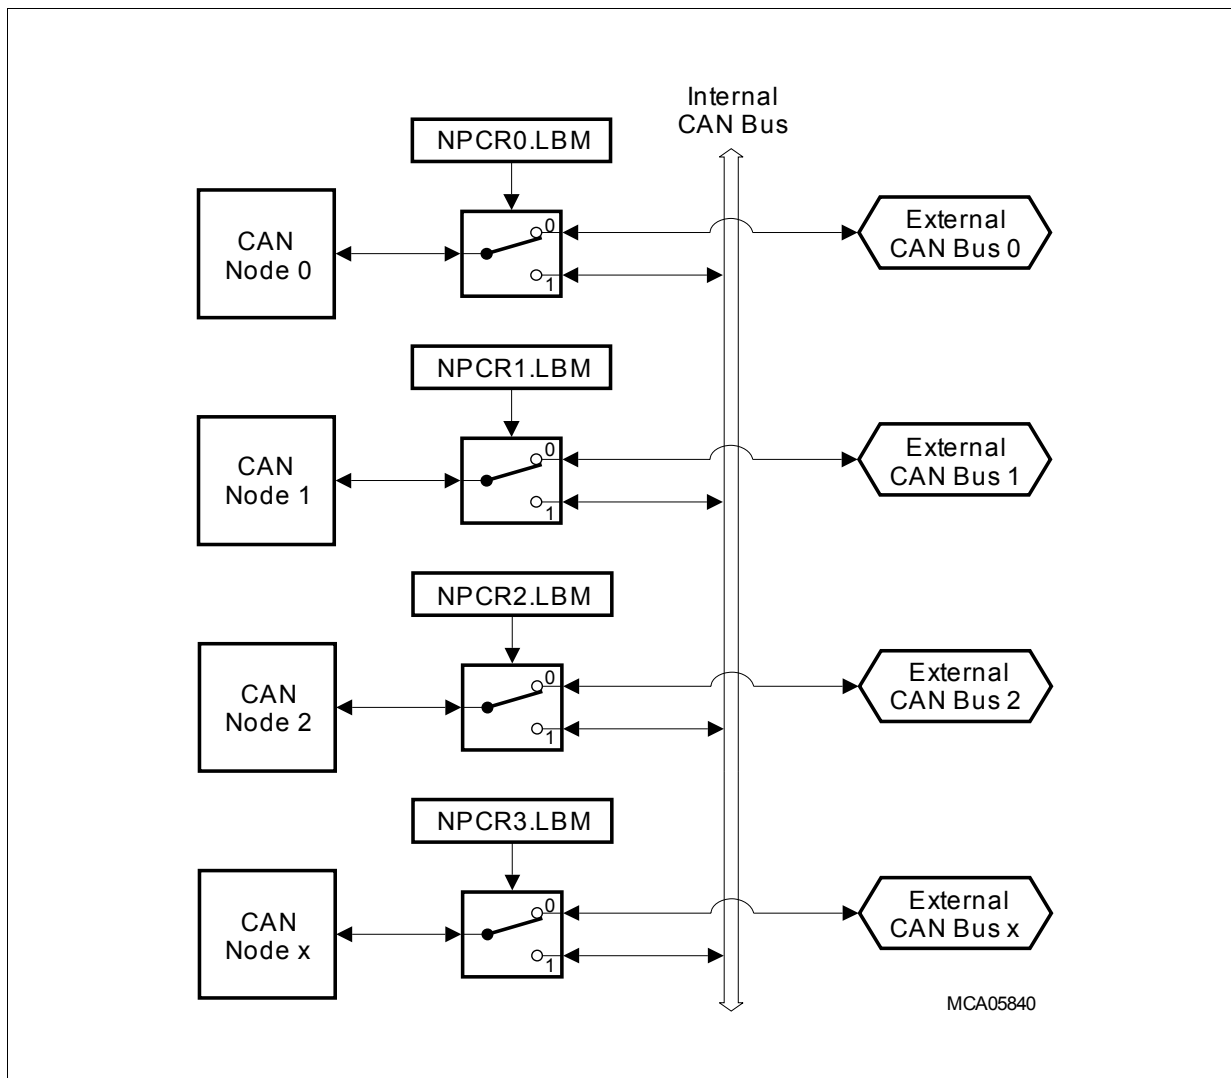 Internal
CAN Bus
NPCR0.LBM
CAN
Node 0
0
1
External
CAN Bus 0
NPCR1.LBM
CAN
Node 1
0
1
External
CAN Bus 1
NPCR2.LBM
CAN
Node 2
0
1
External
CAN Bus 2
NPCR3.LBM
CAN
Node x
0
1
External
CAN Bus x
MCA05840